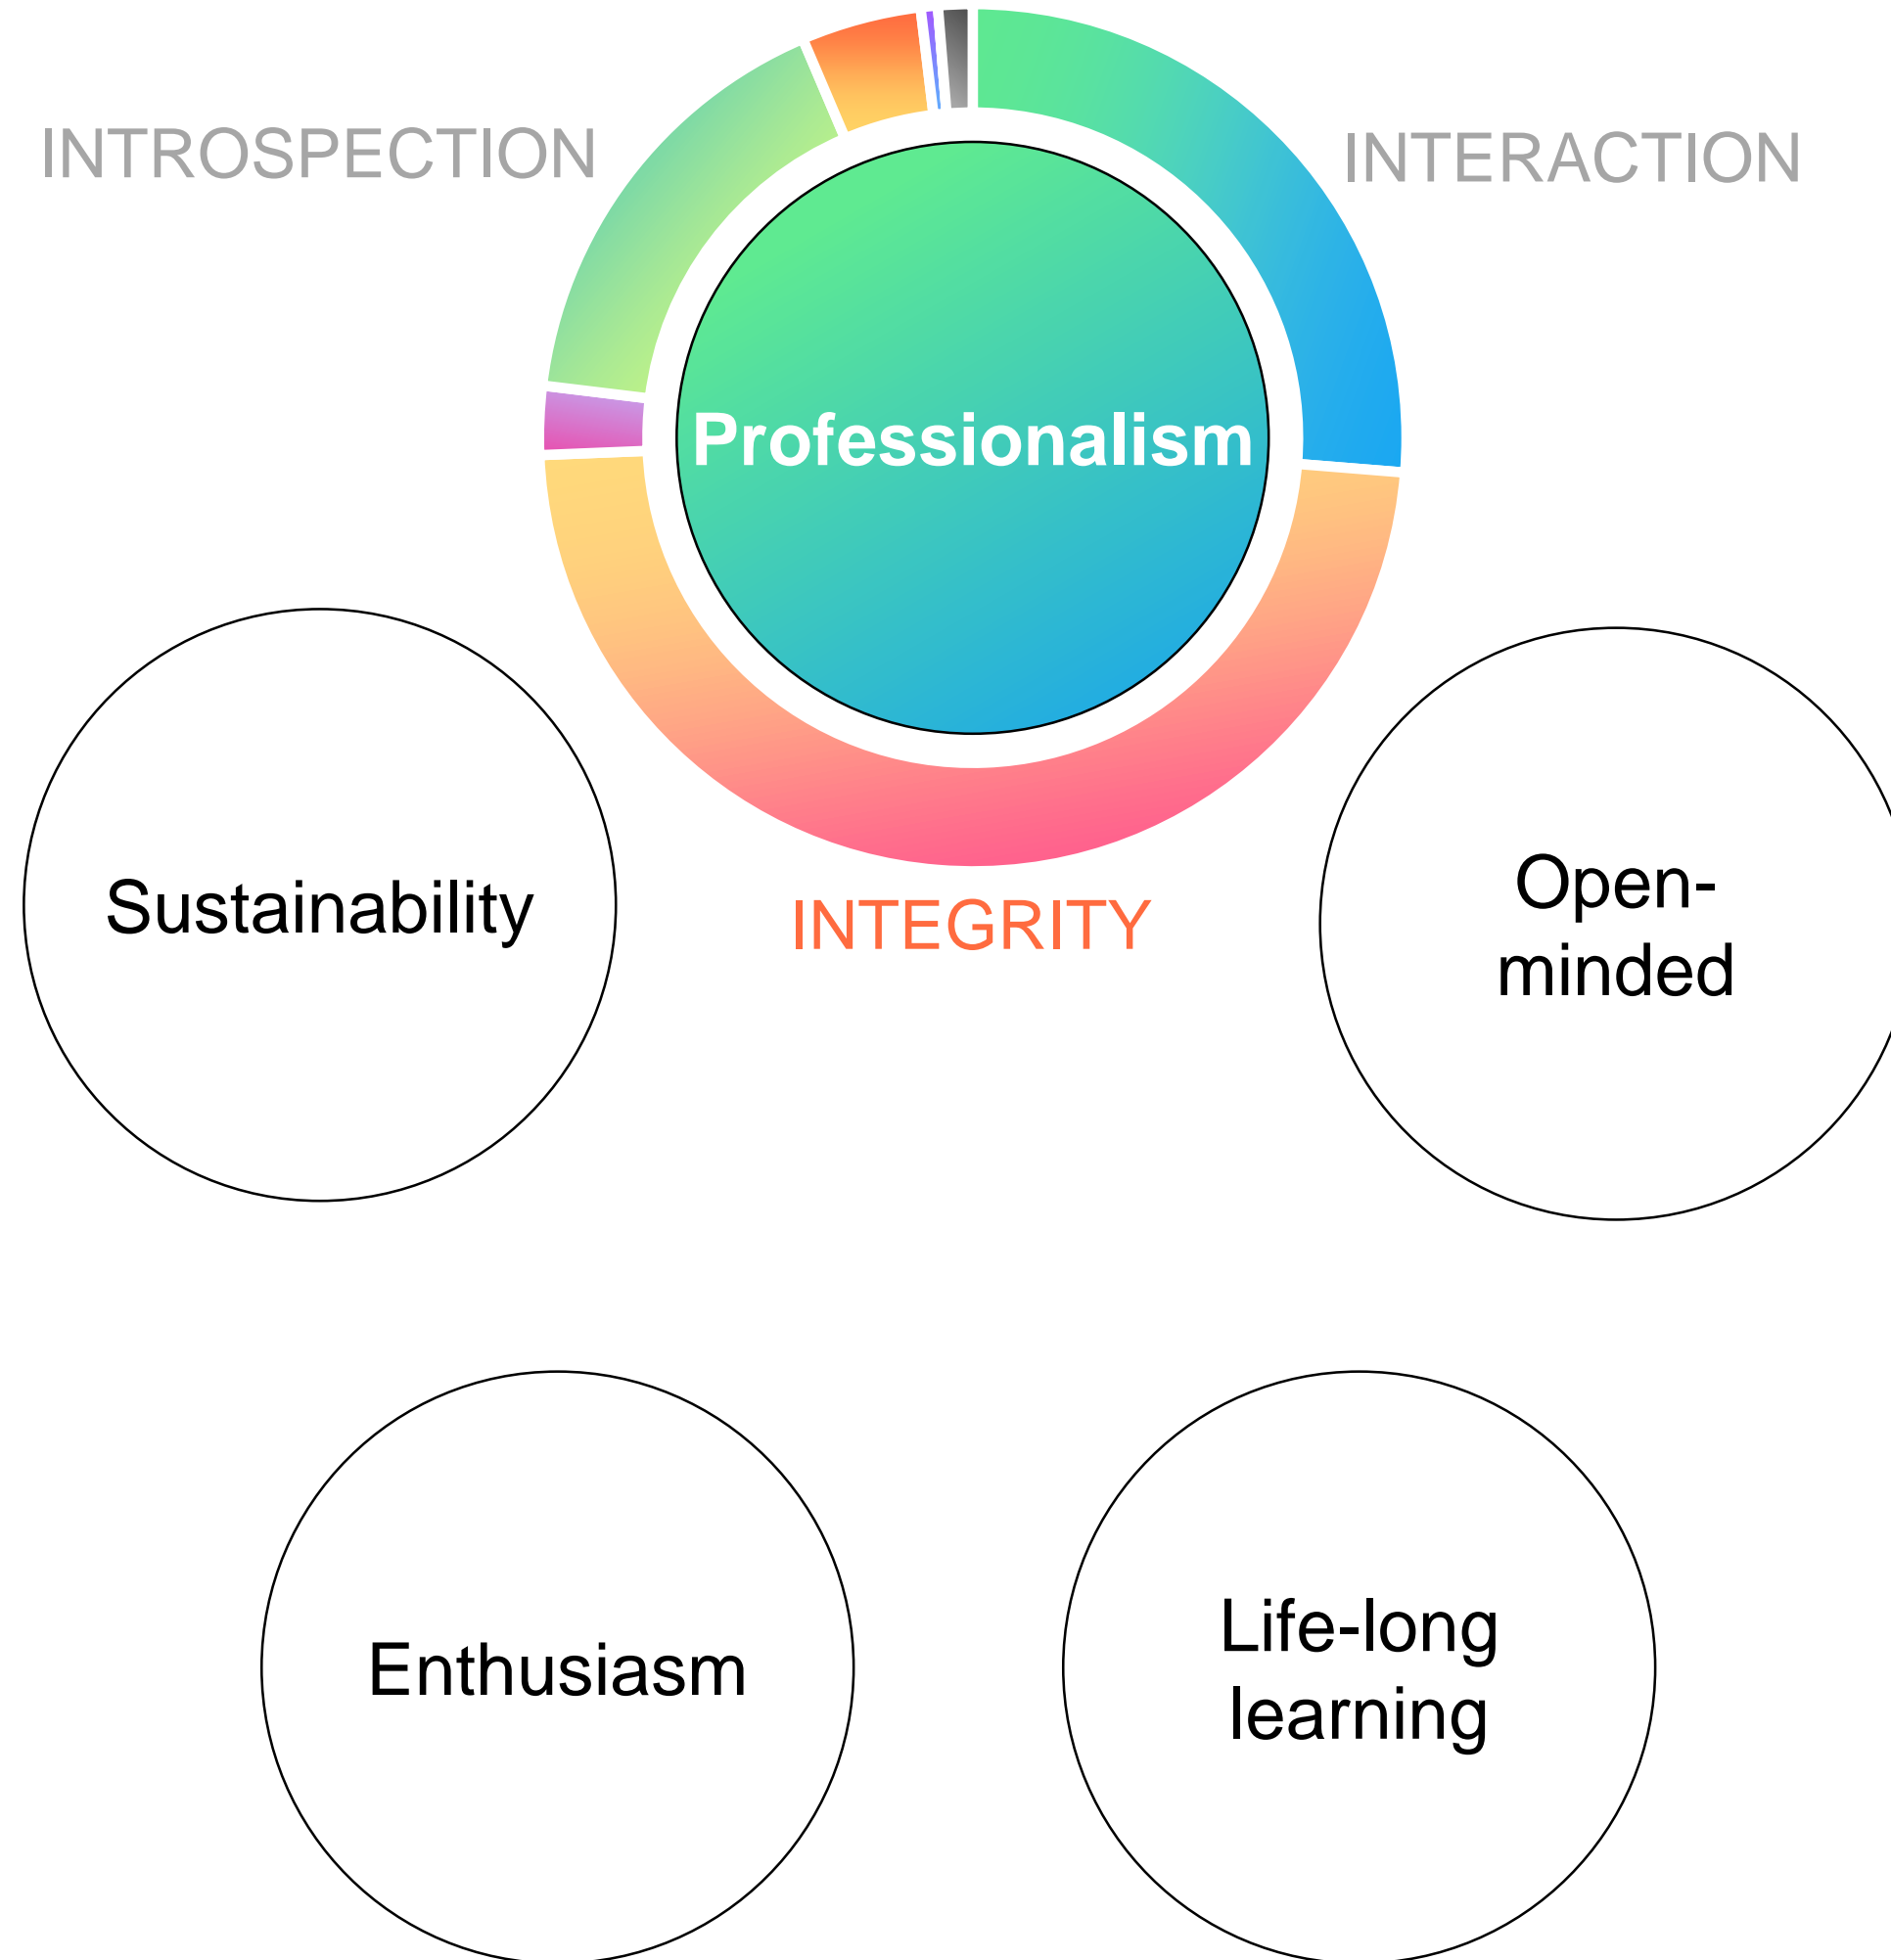 INTROSPECTION
INTERACTION
Professionalism
Sustainability
INTEGRITY
Open-
minded
Enthusiasm
Life-long
learning